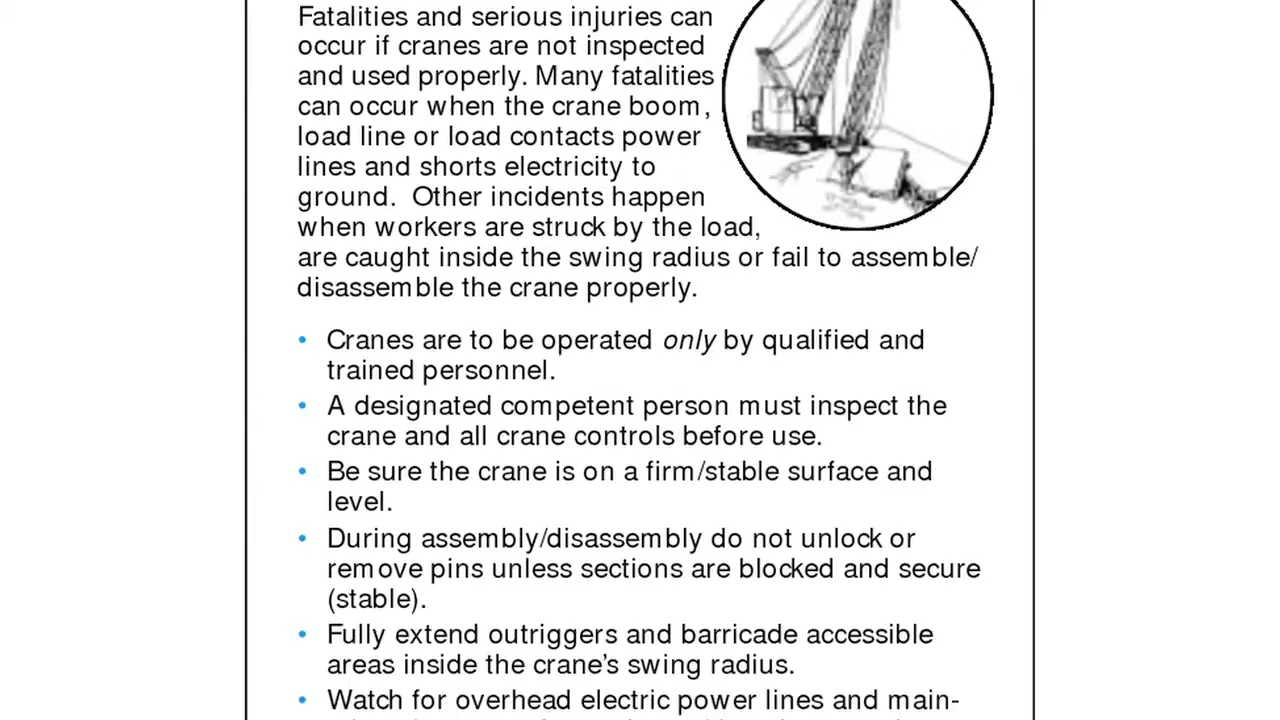 Fatalities and serious injuries can
occur if cranes are not inspected
and used properly. Many fatalities
can occur when the crane boom,
load line or load contacts power
lines and shorts electricity to
ground. Other incidents happen
when workers are struck by the load,
are caught inside the swing radius or fail to assemble/
disassemble the crane properly.
• Cranes are to be operated only by qualified and
trained personnel.
• A designated competent person must inspect the
crane and all crane controls before use.
• Be sure the crane is on a firm/stable surface and
level.
• During assembly/disassembly do not unlock or
remove pins unless sections are blocked and secure
(stable).
• Fully extend outriggers and barricade accessible
areas inside the crane’s swing radius.
• Watch for overhead electric power lines and main-